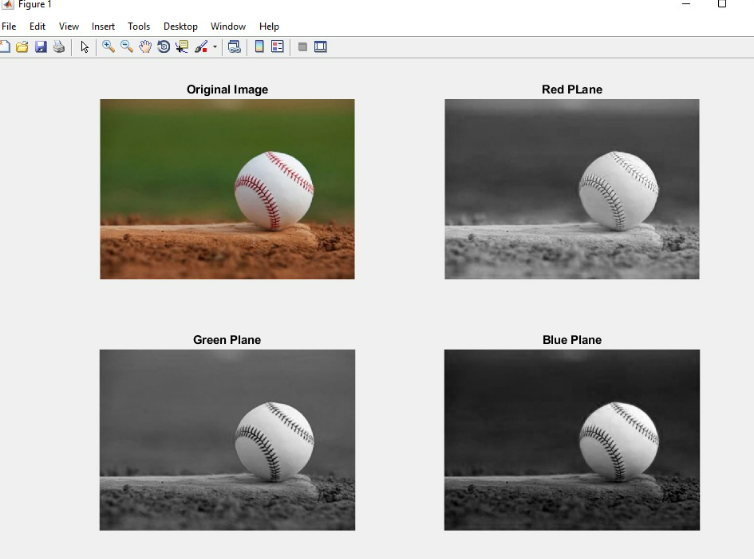 Figure 1
File Edit View Insert Tools Desktop Window Help
Original Image
Red PLane
Green Plane
Blue Plane